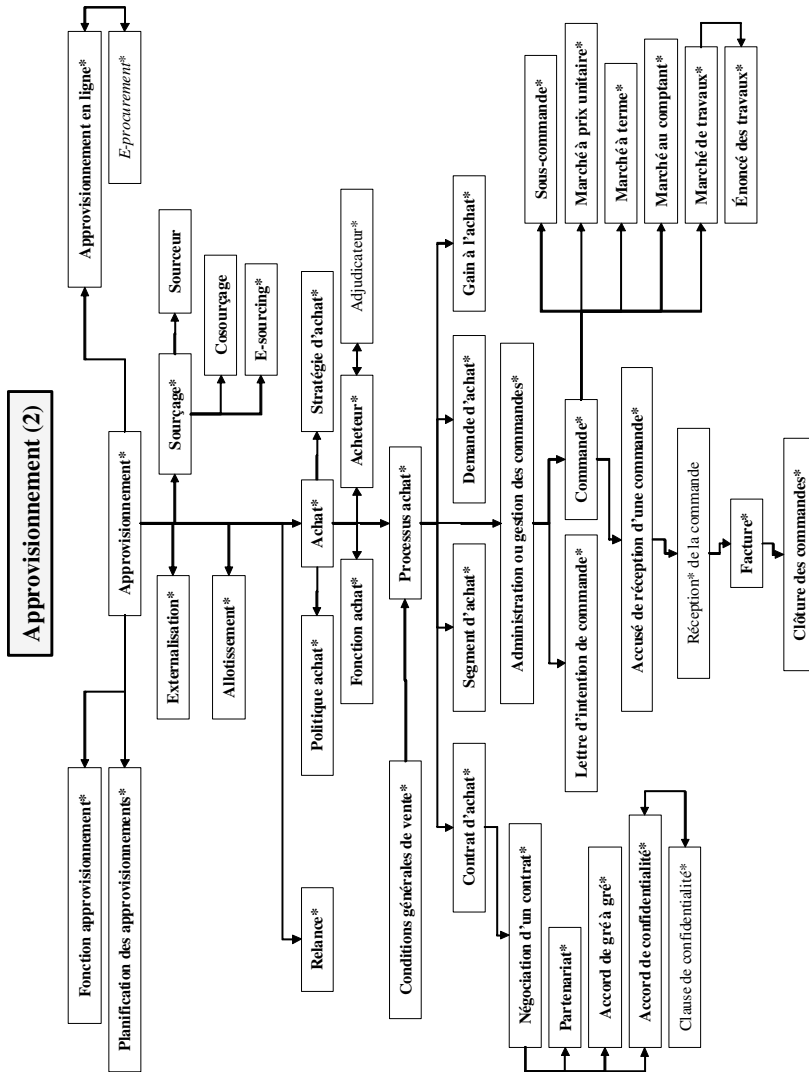 Approvisionnement (2)
Fonction approvisionnement*
Planification des approvisionnements*
Approvisionnement*
Approvisionnement en ligne*
E-procurement*
Externalisation*
Sourçage*
Sourceur
Allotissement*
Cosourçage
E-sourcing*
Relance*
Politique achat*
Achat*
Stratégie d'achat*
Fonction achat*
Acheteur*
Adjudicateur*
Conditions générales de vente*
Processus achat*
Contrat d'achat*
Segment d'achat*
Demande d'achat*
Gain à l'achat*
Négociation d'un contrat*
Administration ou gestion des commandes*
Sous-commande*
Partenariat*
Lettre d'intention de commande*
Commande*
Marché à prix unitaire*
Accord de gré à gré*
Accusé de réception d'une commande*
Marché à terme*
Accord de confidentialité*
Réception* de la commande
Marché au comptant*
Clause de confidentialité*
Facture*
Marché de travaux*
Clôture des commandes*
Énoncé des travaux*